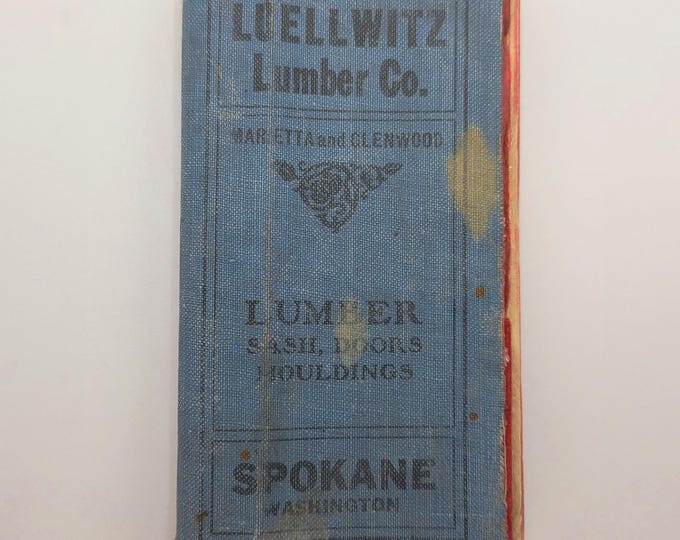 LUELLWITZ
Lumber Co.
MARIETTA and GLENWOOD
LUMBER
SASH, DOORS
MOULDINGS
SPOKANE
WASHINGTON